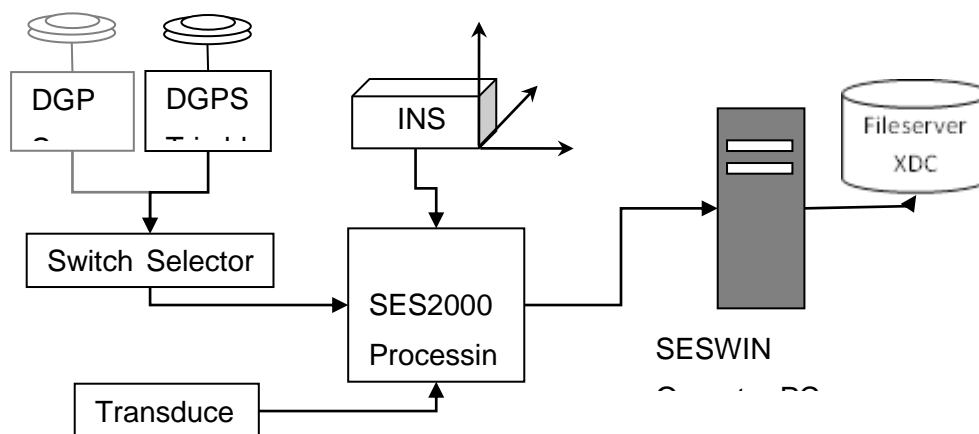 DGP
DGPS
INS
Fileserver
XDC
Switch Selector
SES2000
Processin
SESWIN
Transduce